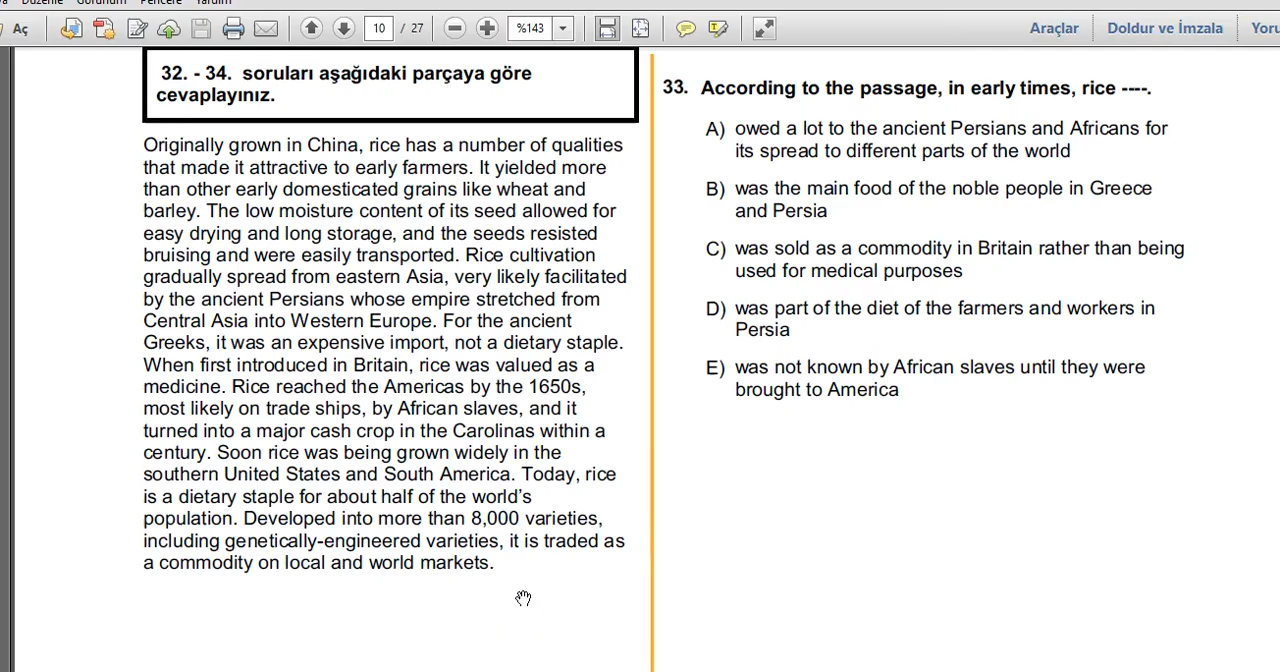 Düzenle Görünüm Pencere Yardım
Aç 10 / 27 %143 Araçlar Doldur ve İmzala
32. - 34. soruları aşağıdaki parçaya göre
cevaplayınız.
Originally grown in China, rice has a number of qualities
that made it attractive to early farmers. It yielded more
than other early domesticated grains like wheat and
barley. The low moisture content of its seed allowed for
easy drying and long storage, and the seeds resisted
bruising and were easily transported. Rice cultivation
gradually spread from eastern Asia, very likely facilitated
by the ancient Persians whose empire stretched from
Central Asia into Western Europe. For the ancient
Greeks, it was an expensive import, not a dietary staple.
When first introduced in Britain, rice was valued as a
medicine. Rice reached the Americas by the 1650s,
most likely on trade ships, by African slaves, and it
turned into a major cash crop in the Carolinas within a
century. Soon rice was being grown widely in the
southern United States and South America. Today, rice
is a dietary staple for about half of the world's
population. Developed into more than 8,000 varieties,
including genetically-engineered varieties, it is traded as
a commodity on local and world markets.
33. According to the passage, in early times, rice ----.
A) owed a lot to the ancient Persians and Africans for
its spread to different parts of the world
B) was the main food of the noble people in Greece
and Persia
C) was sold as a commodity in Britain rather than being
used for medical purposes
D) was part of the diet of the farmers and workers in
Persia
E) was not known by African slaves until they were
brought to America